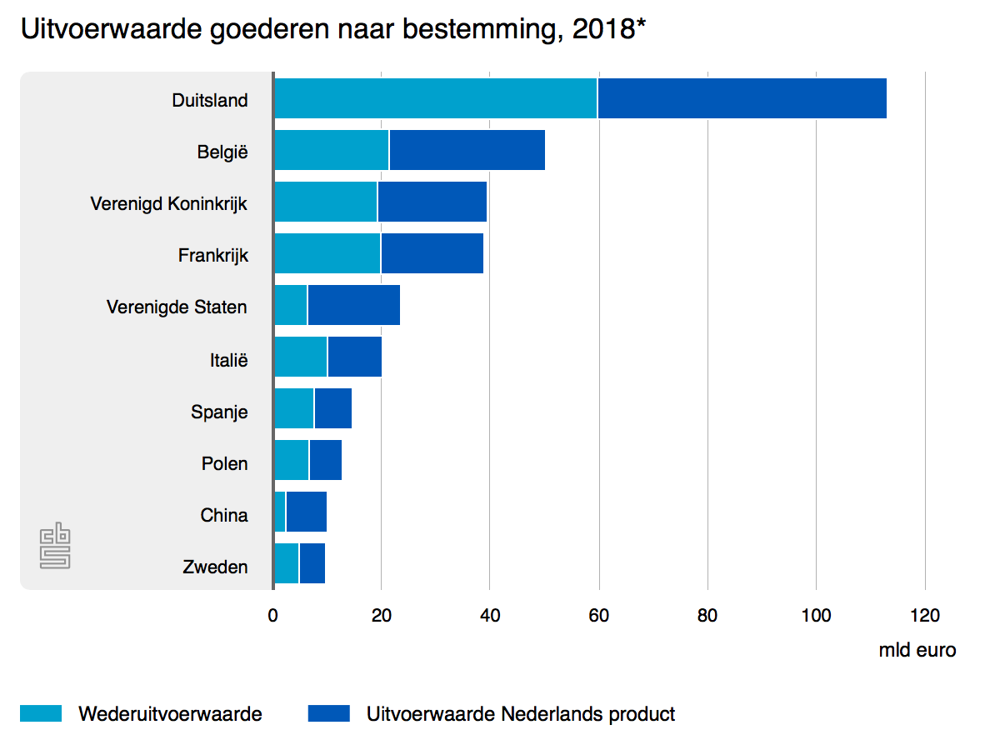 Uitvoerwaarde goederen naar bestemming, 2018*
Duitsland
België
Verenigd Koninkrijk
Frankrijk
Verenigde Staten
Italië
Spanje
Polen
China
Zweden
cbs
0 20 40 60 80 100 120
mld euro
Wederuitvoerwaarde Uitvoerwaarde Nederlands product